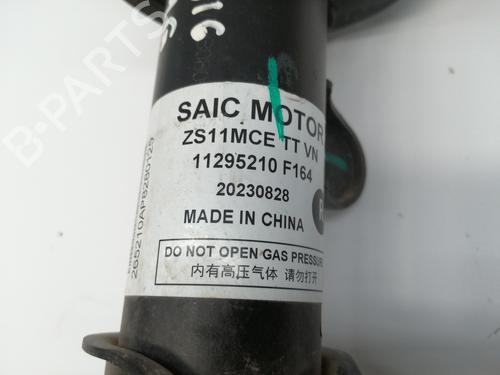 SAIC MOTOR
ZS11MCE TT VN
11295210 F164
20230828
MADE IN CHINA
DO NOT OPEN GAS PRESSURE
内有高压气体 请勿打开
265210AP8280129
B-PARTS